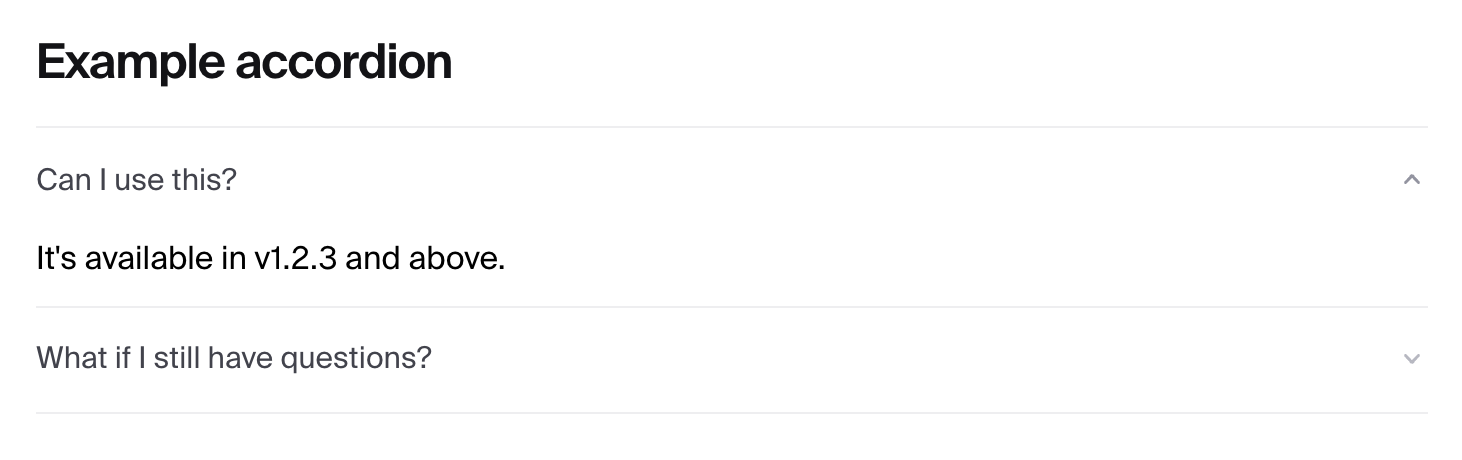 Example accordion
Can I use this?
It's available in v1.2.3 and above.
What if I still have questions?